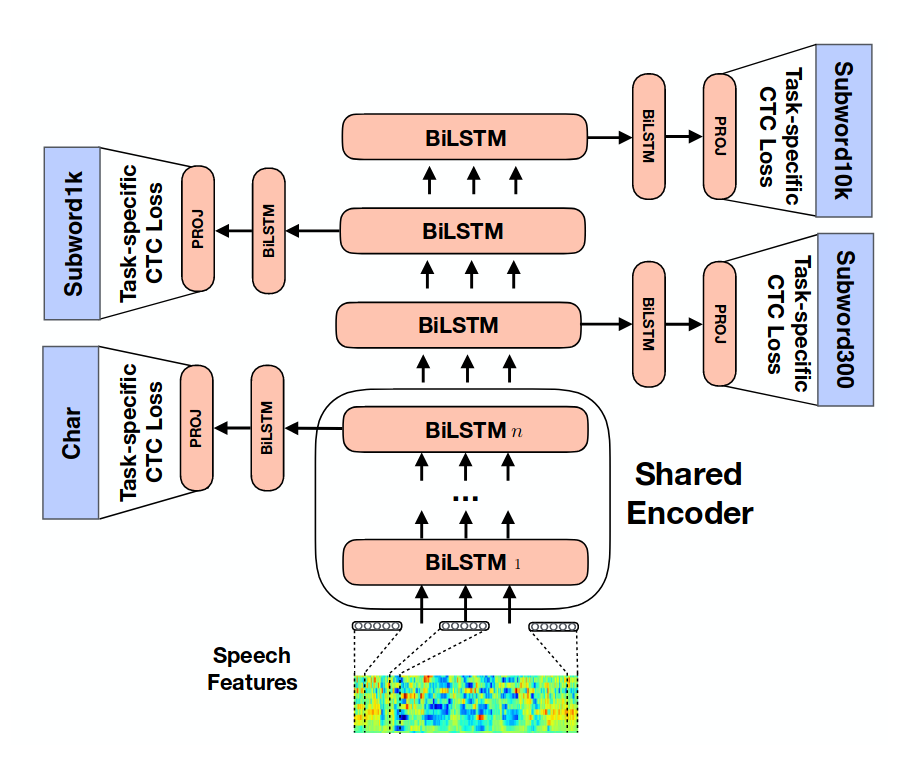 BiLSTM
BiLSTM
PROJ
Task-specific
CTC Loss
Subword10k
Subword1k
Task-specific
CTC Loss
PROJ
BiLSTM
BiLSTM
BiLSTM
BiLSTM
PROJ
Task-specific
CTC Loss
Subword300
Char
Task-specific
CTC Loss
PROJ
BiLSTM
BiLSTM n
...
BiLSTM 1
Shared
Encoder
Speech
Features